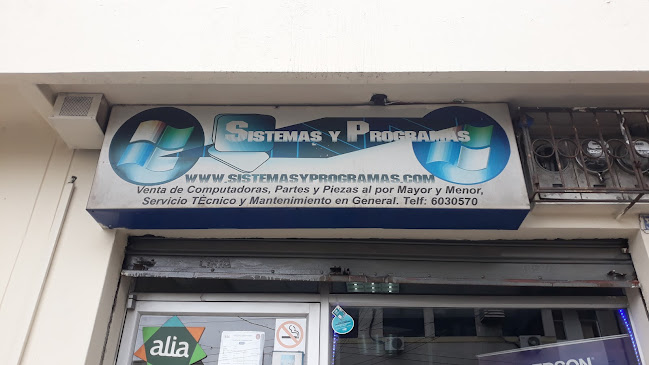 SISTEMAS Y PROGRAMAS
WWW.SISTEMASYPROGRAMAS.COM
Venta de Computadoras, Partes y Piezas al por Mayor y Menor,
Servicio TÉcnico y Mantenimiento en General. Telf: 6030570
alia